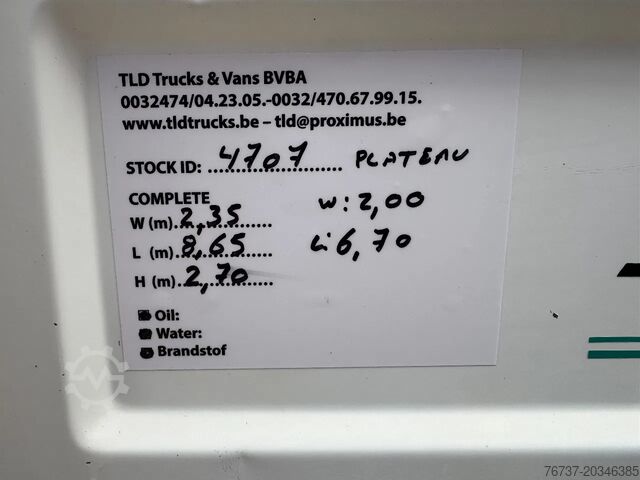 TLD Trucks & Vans BVBA
0032474/04.23.05.-0032/470.67.99.15.
www.tldtrucks.be – tld@proximus.be
STOCK ID: 4707 PLATEAU
COMPLETE W: 2,00
W (m) 2,35
L (m) 8,65 L: 6,70
H (m) 2,70
Oil:
Water:
Brandstof
76737-20346385